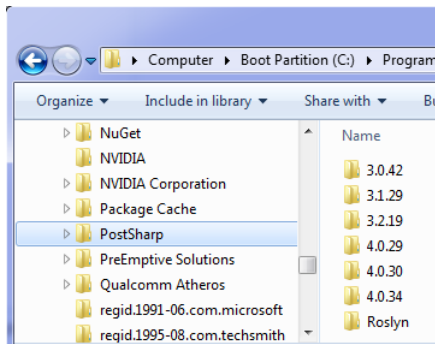 Computer Boot Partition (C:) Program
Organize Include in library Share with
NuGet
NVIDIA
NVIDIA Corporation
Package Cache
PostSharp
PreEmptive Solutions
Qualcomm Atheros
regid.1991-06.com.microsoft
regid.1995-08.com.techsmith
Name
3.0.42
3.1.29
3.2.19
4.0.29
4.0.30
4.0.34
Roslyn